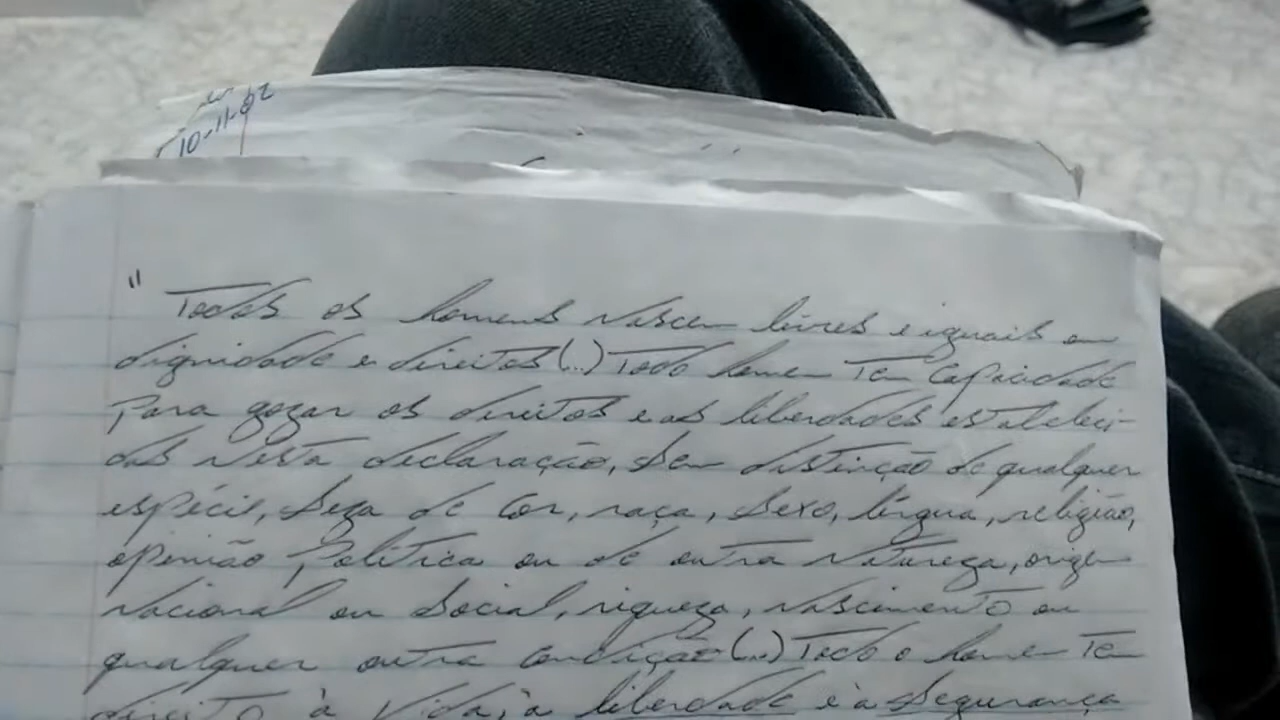 10-11-02
" Todos os homens nascem livres e iguais em
dignidade e direitos (...) Todo homem tem capacidade
para gozar os direitos e as liberdades estabeleci-
das nesta declaração, sem distinção de qualquer
espécie, seja de cor, raça, sexo, língua, religião,
opinião política ou de outra natureza, origem
nacional ou social, riqueza, nascimento ou
qualquer outra condição (...) Todo o homem tem
direito à vida, à liberdade e à segurança